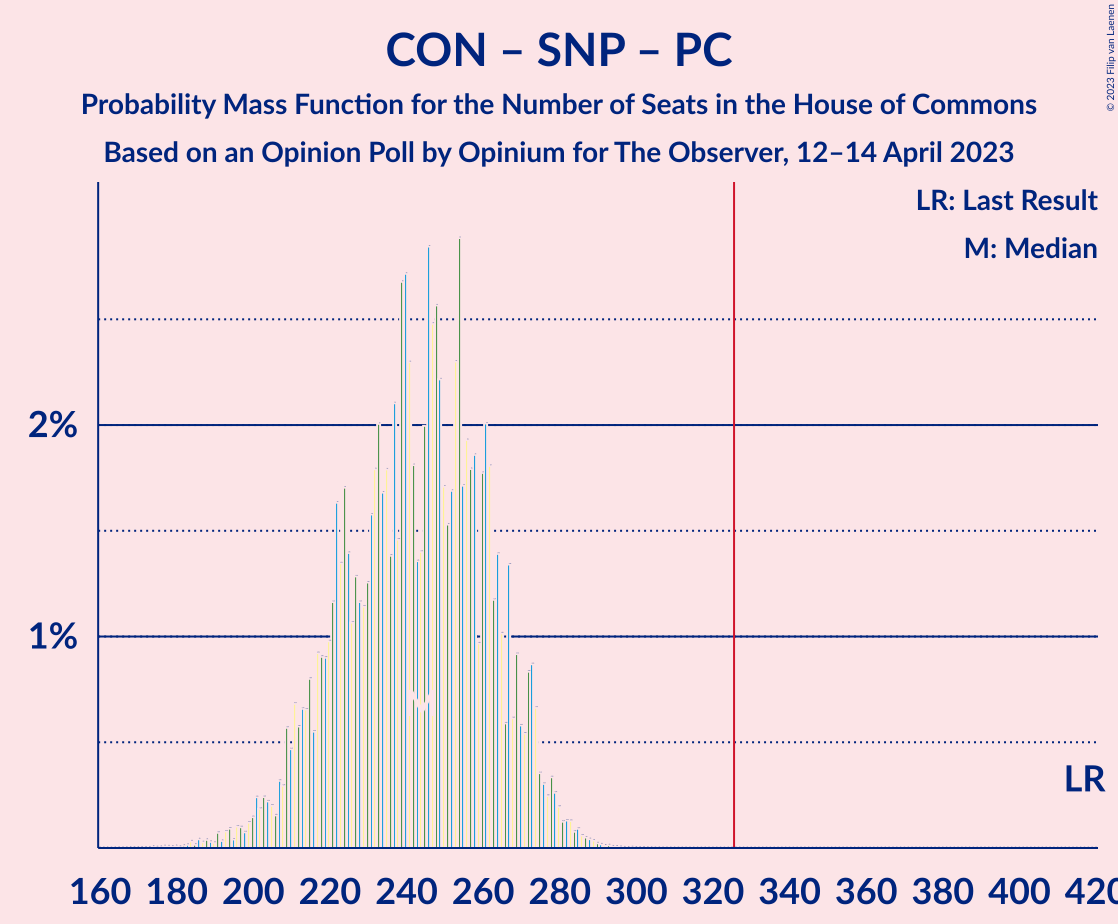 CON – SNP – PC
Probability Mass Function for the Number of Seats in the House of Commons
Based on an Opinion Poll by Opinium for The Observer, 12–14 April 2023
© 2023 Filip van Laenen
LR: Last Result
M: Median
2%
1%
LR
160 180 200 220 240 260 280 300 320 340 360 380 400 420